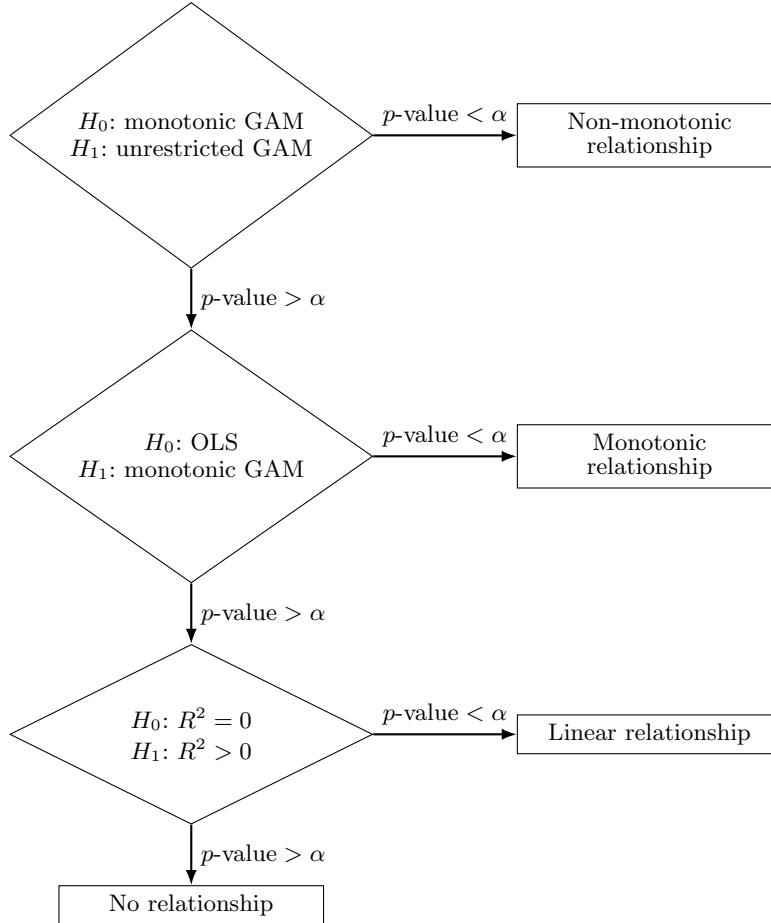 H₀: monotonic GAM
H₁: unrestricted GAM
p-value < α
Non-monotonic
relationship
p-value > α
H₀: OLS
H₁: monotonic GAM
p-value < α
Monotonic
relationship
p-value > α
H₀: R² = 0
H₁: R² > 0
p-value < α
Linear relationship
p-value > α
No relationship